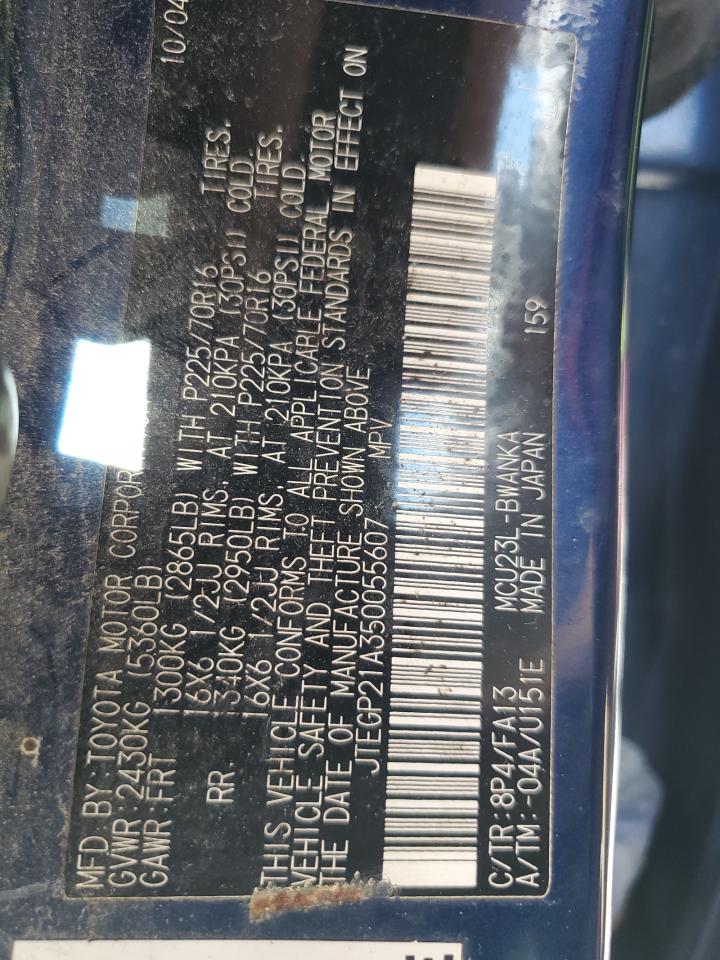 MFD BY: TOYOTA MOTOR CORPORA 10/04
GVWR: 2430KG (5360LB)
GAWR: FRT 1300KG (2865LB) WITH P225/70R16 TIRES,
16X6 1/2JJ RIMS, AT 210KPA (30PSI) COLD.
RR 1340KG (2950LB) WITH P225/70R16 TIRES,
16X6 1/2JJ RIMS, AT 210KPA (30PSI) COLD.
THIS VEHICLE CONFORMS TO ALL APPLICABLE FEDERAL MOTOR
VEHICLE SAFETY AND THEFT PREVENTION STANDARDS IN EFFECT ON
THE DATE OF MANUFACTURE SHOWN ABOVE.
JTEGP21A350055607 MPV
C/TR: 8P4/FA13 MCU23L-BWANKA 159
A/TM: -04A/U151E MADE IN JAPAN